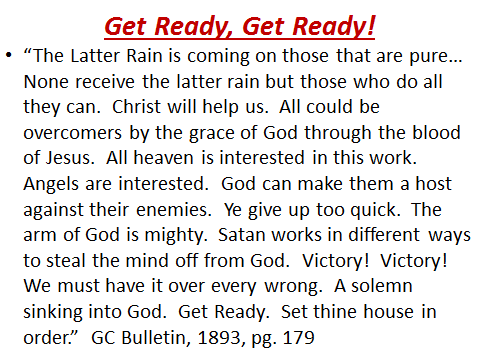 Get Ready, Get Ready!
• “The Latter Rain is coming on those that are pure…
None receive the latter rain but those who do all
they can.  Christ will help us.  All could be
overcomers by the grace of God through the blood
of Jesus.  All heaven is interested in this work.
Angels are interested.  God can make them a host
against their enemies.  Ye give up too quick.  The
arm of God is mighty.  Satan works in different ways
to steal the mind off from God.  Victory!  Victory!
We must have it over every wrong.  A solemn
sinking into God.  Get Ready.  Set thine house in
order.”  GC Bulletin, 1893, pg. 179